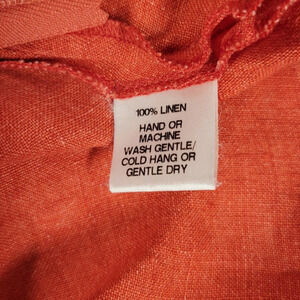 100% LINEN
HAND OR
MACHINE
WASH GENTLE/
COLD HANG OR
GENTLE DRY